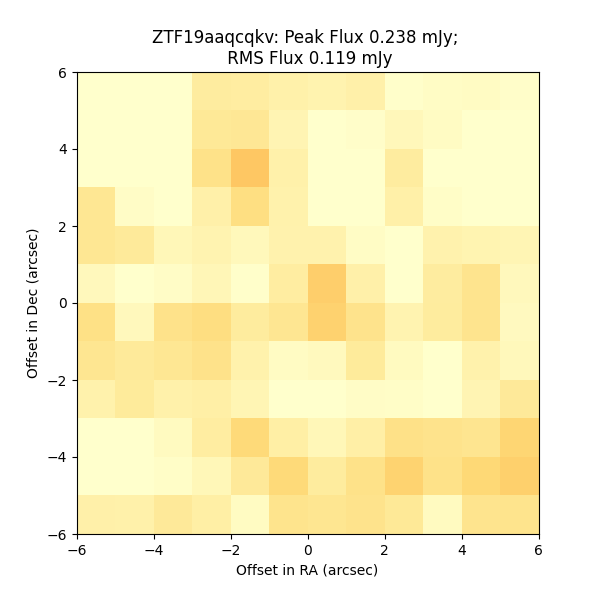 ZTF19aaqcqkv: Peak Flux 0.238 mJy;
RMS Flux 0.119 mJy
6
4
2
0
−2
−4
−6
Offset in Dec (arcsec)
−6 −4 −2 0 2 4 6
Offset in RA (arcsec)